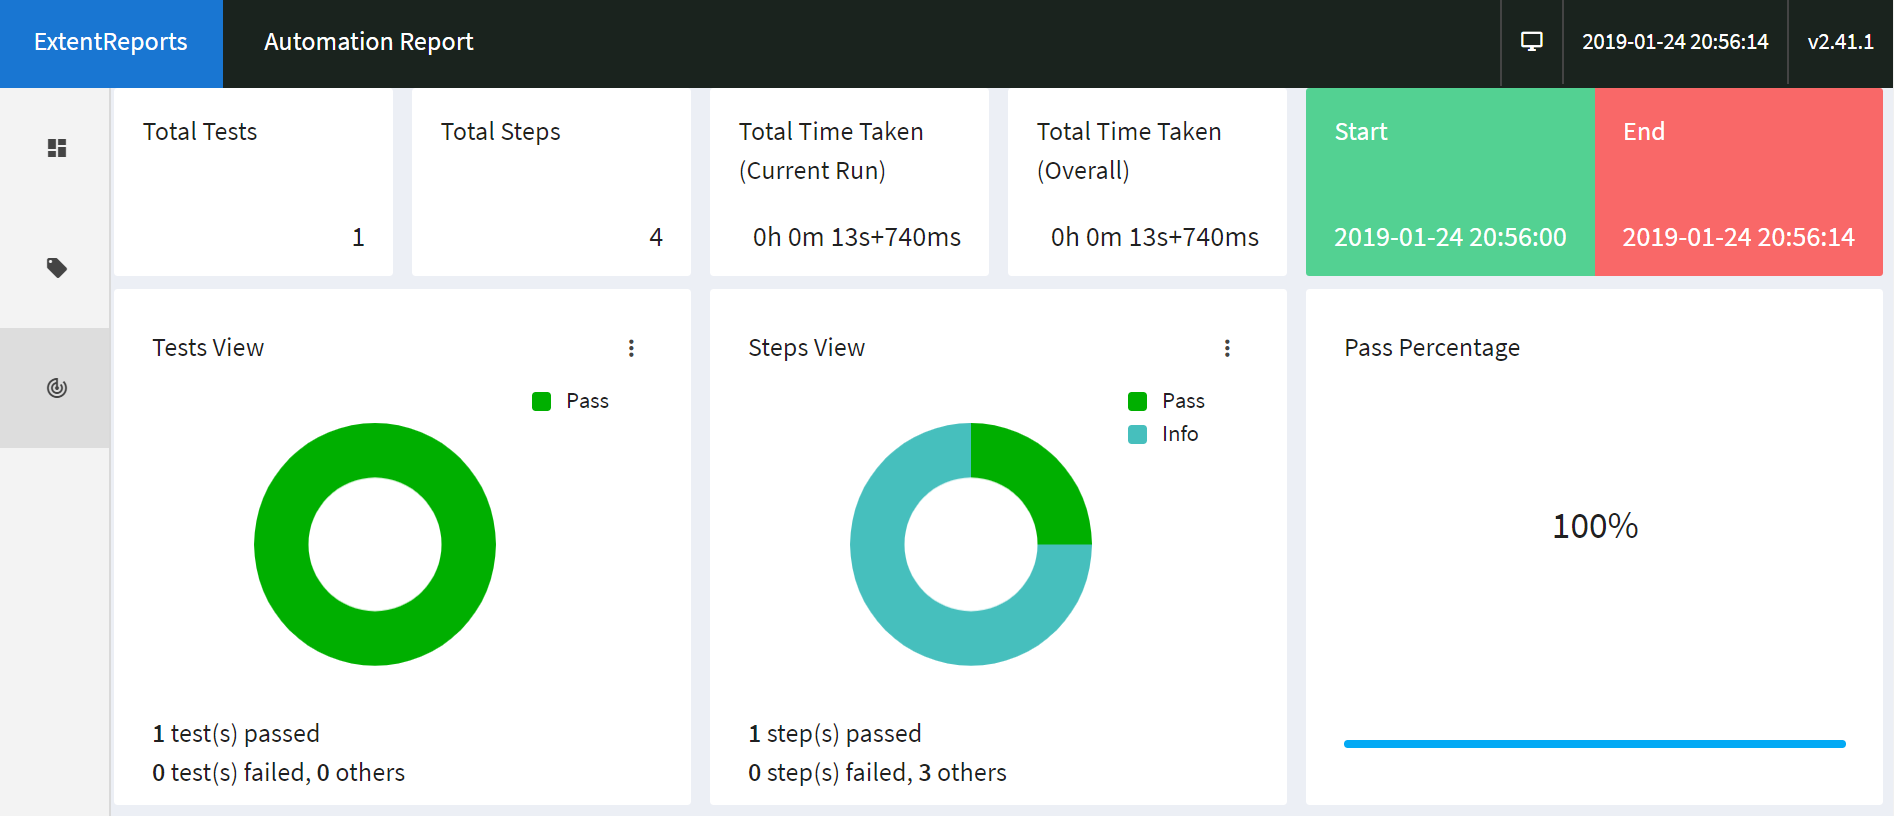 ExtentReports
Automation Report
2019-01-24 20:56:14
v2.41.1
Total Tests
1
Total Steps
4
Total Time Taken
(Current Run)
0h 0m 13s+740ms
Total Time Taken
(Overall)
0h 0m 13s+740ms
Start
2019-01-24 20:56:00
End
2019-01-24 20:56:14
Tests View
Pass
1 test(s) passed
0 test(s) failed, 0 others
Steps View
Pass
Info
1 step(s) passed
0 step(s) failed, 3 others
Pass Percentage
100%